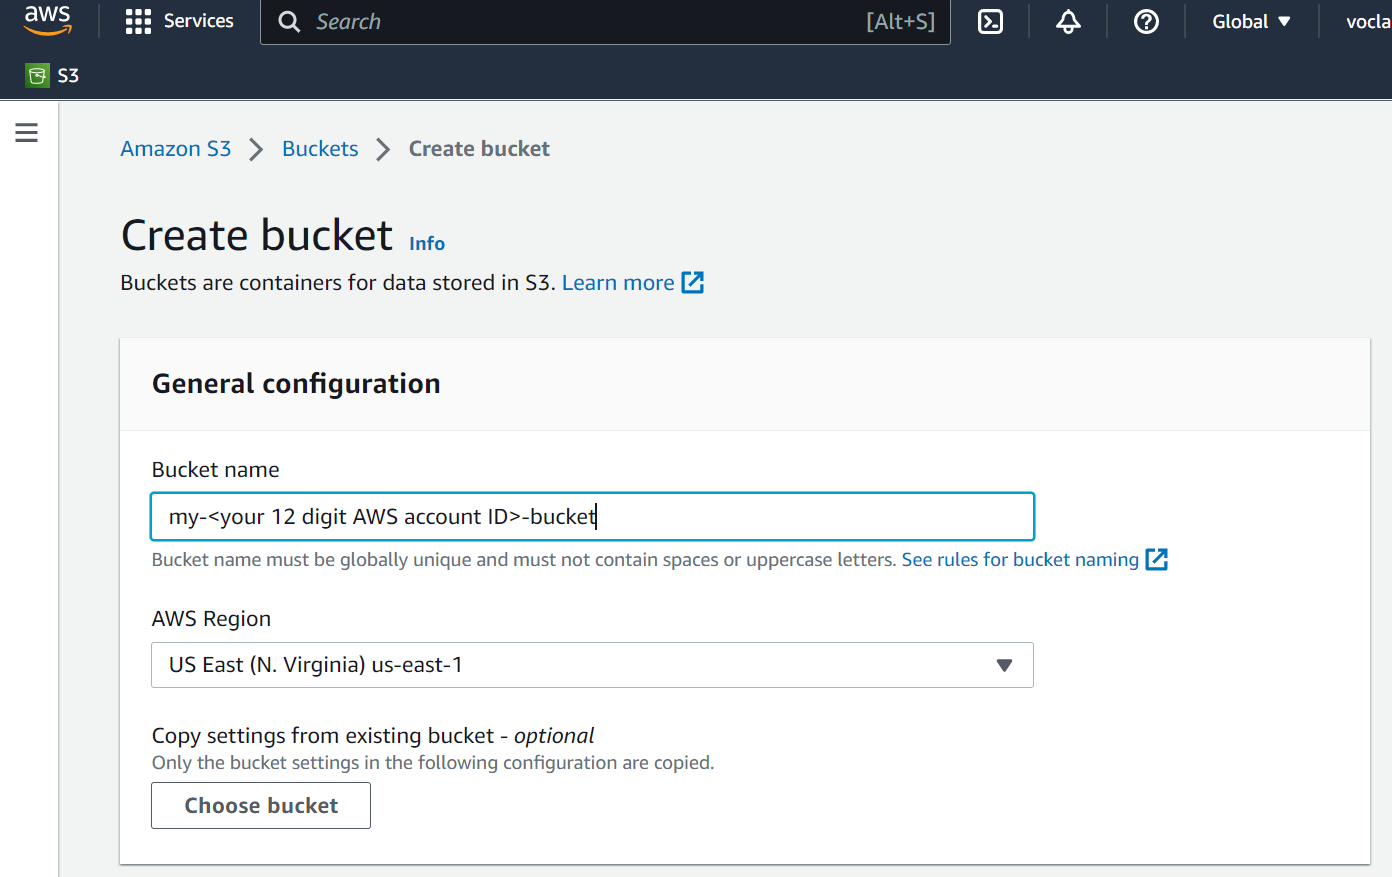 aws Services Search [Alt+S] Global vocla
S3
Amazon S3 Buckets Create bucket
Create bucket Info
Buckets are containers for data stored in S3. Learn more
General configuration
Bucket name
my-<your 12 digit AWS account ID>-bucket
Bucket name must be globally unique and must not contain spaces or uppercase letters. See rules for bucket naming
AWS Region
US East (N. Virginia) us-east-1
Copy settings from existing bucket - optional
Only the bucket settings in the following configuration are copied.
Choose bucket